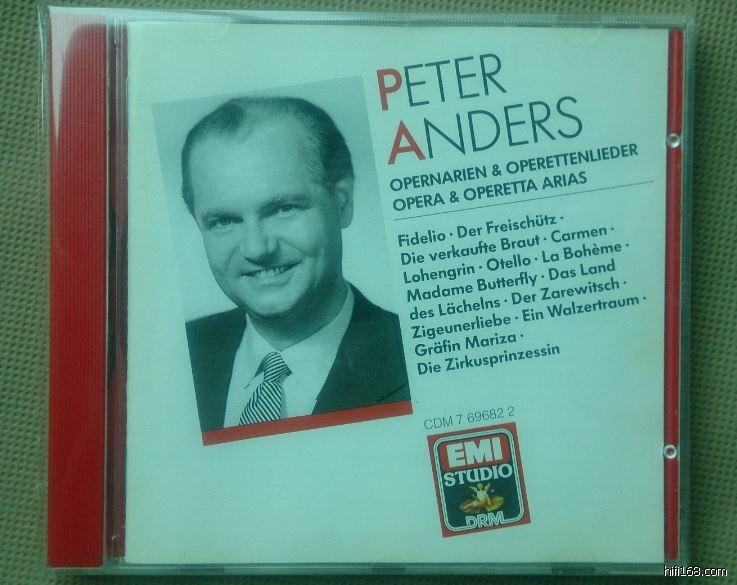 PETER
ANDERS
OPERNARIEN & OPERETTENLIEDER
OPERA & OPERETTA ARIAS
Fidelio · Der Freischütz ·
Die verkaufte Braut · Carmen ·
Lohengrin · Otello · La Bohème ·
Madame Butterfly · Das Land
des Lächelns · Der Zarewitsch ·
Zigeunerliebe · Ein Walzertraum ·
Gräfin Mariza ·
Die Zirkusprinzessin
CDM 7 69682 2
EMI
STUDIO
DRM
hifi168.com